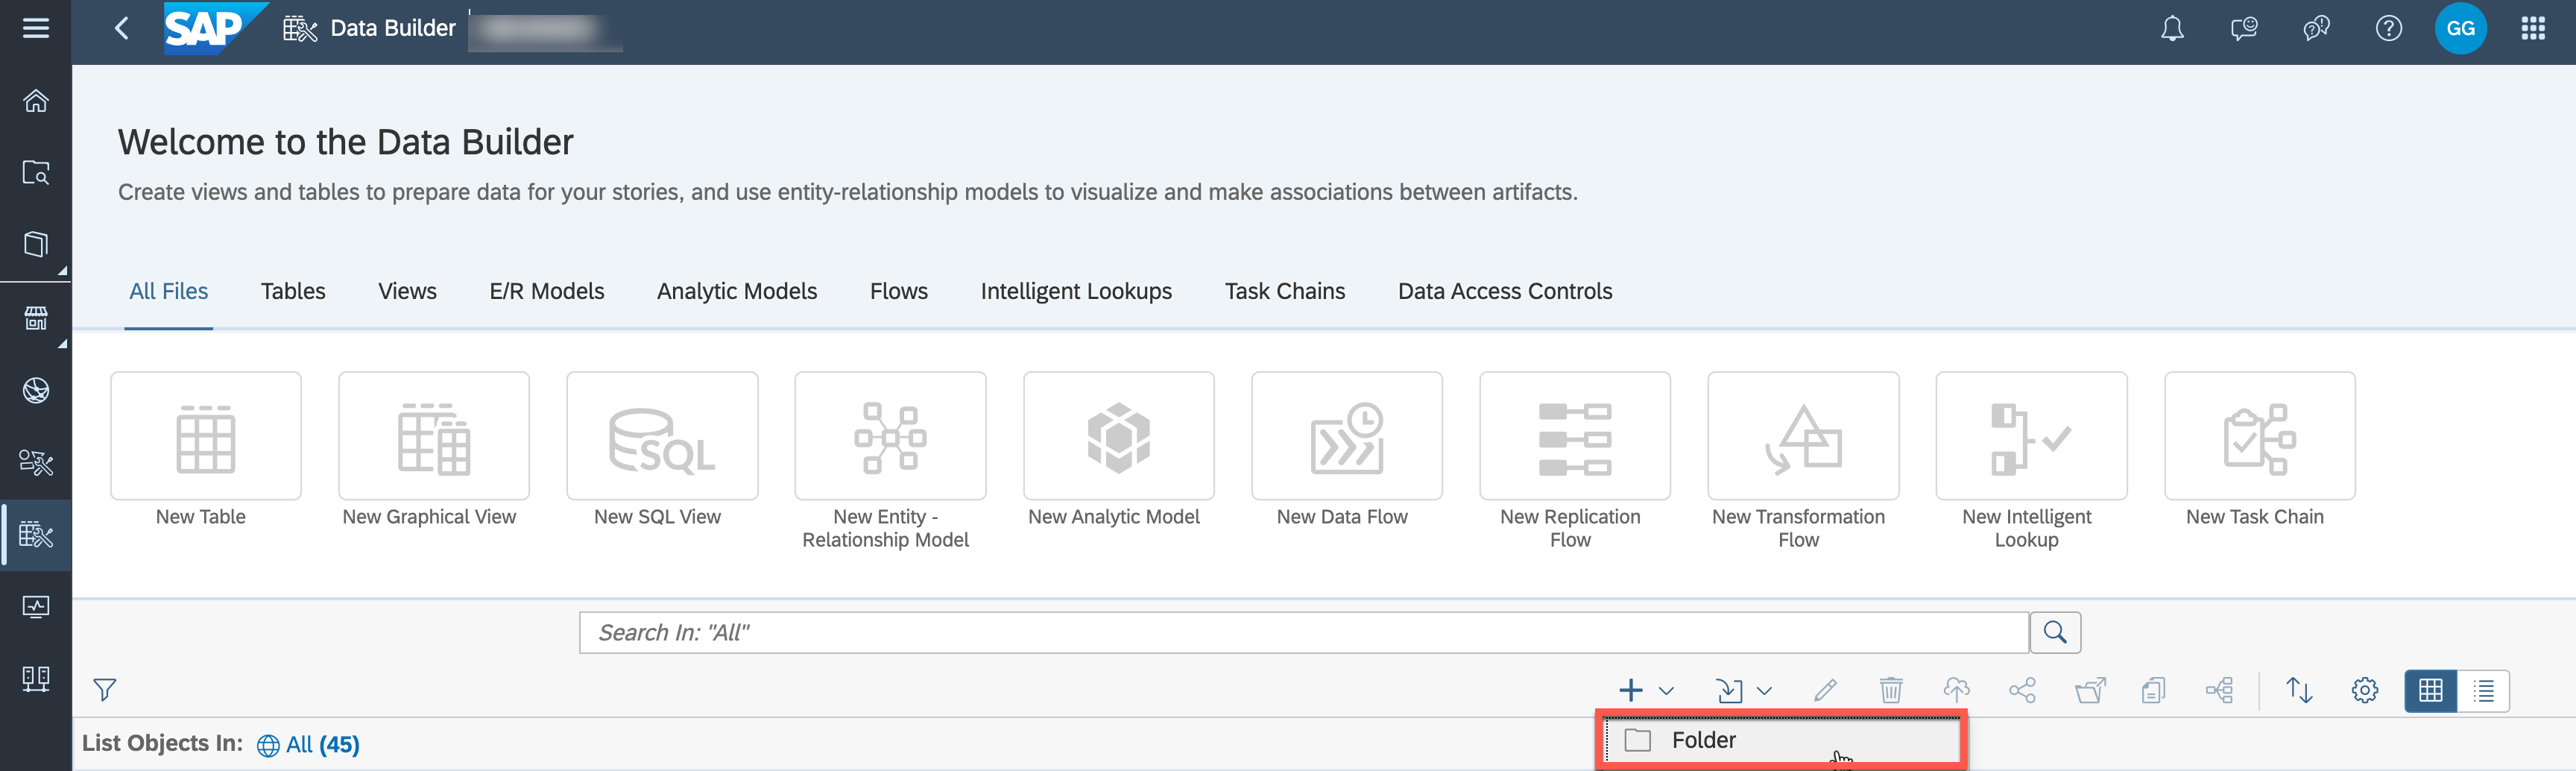 SAP Data Builder
GG
Welcome to the Data Builder
Create views and tables to prepare data for your stories, and use entity-relationship models to visualize and make associations between artifacts.
All Files Tables Views E/R Models Analytic Models Flows Intelligent Lookups Task Chains Data Access Controls
SQL
New Table New Graphical View New SQL View New Entity - New Analytic Model New Data Flow New Replication New Transformation New Intelligent New Task Chain
Relationship Model Flow Flow Lookup
Search In: "All"
List Objects In: All (45)
Folder